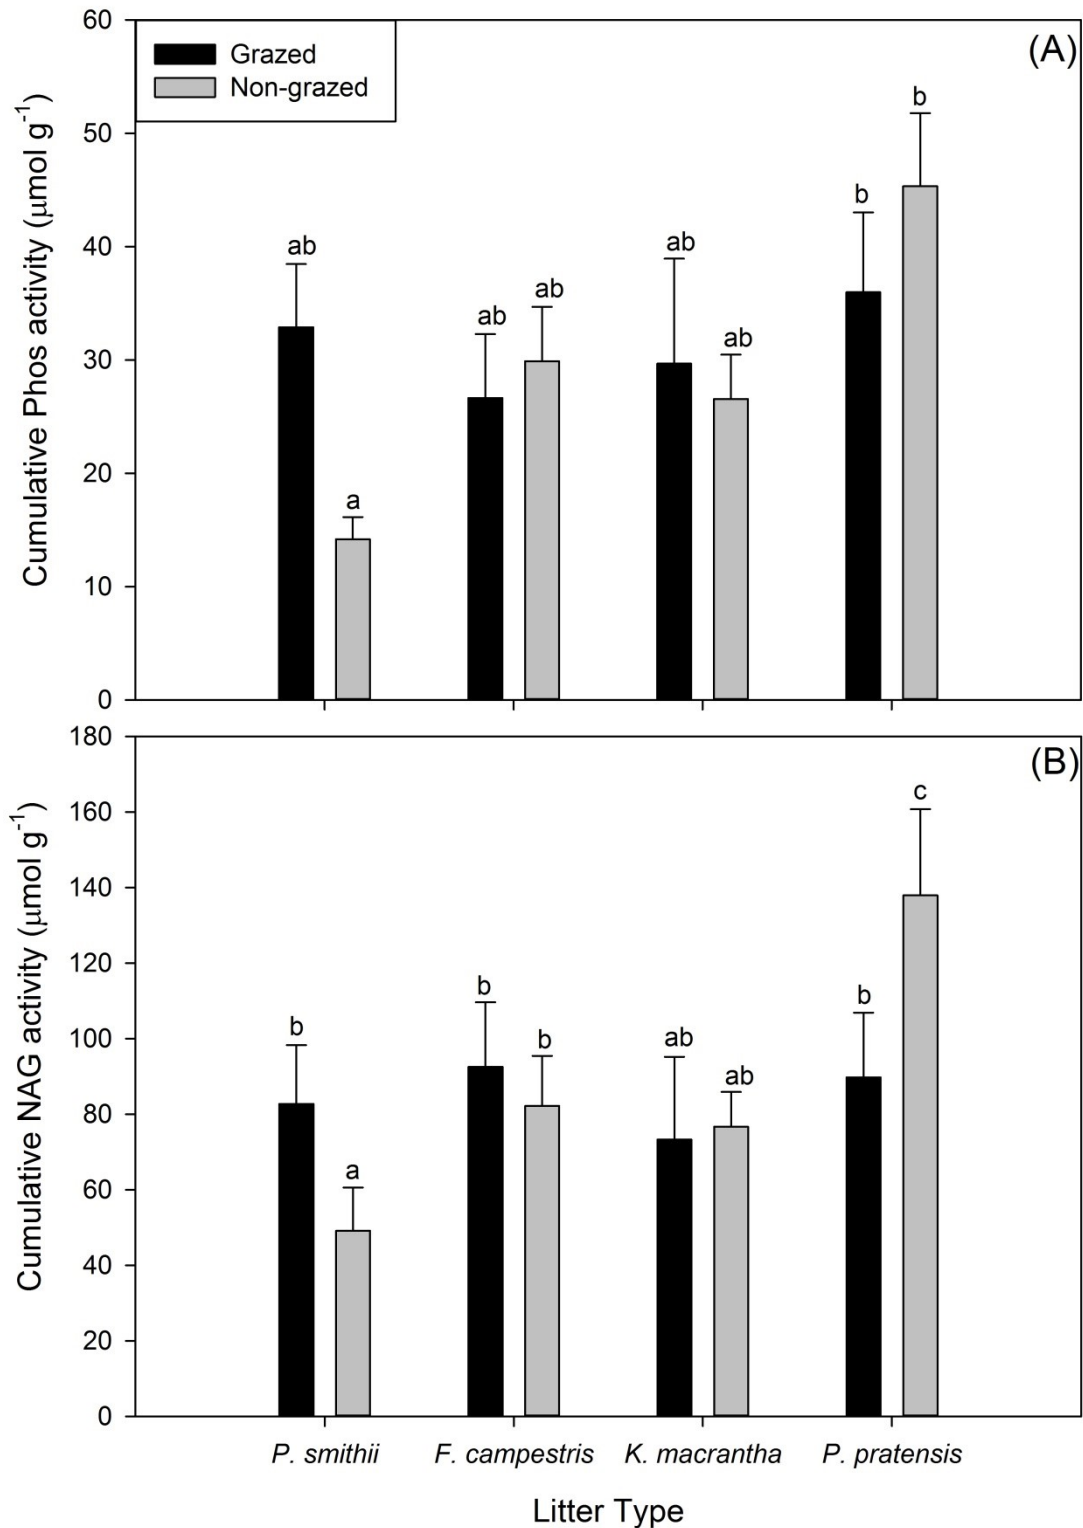 60
50
40
30
20
10
0
Cumulative Phos activity (μmol g⁻¹)
Grazed
Non-grazed
(A)
ab
a
ab
ab
ab
ab
b
b
180
160
140
120
100
80
60
40
20
0
Cumulative NAG activity (μmol g⁻¹)
(B)
b
a
b
b
ab
ab
b
c
P. smithii F. campestris K. macrantha P. pratensis
Litter Type